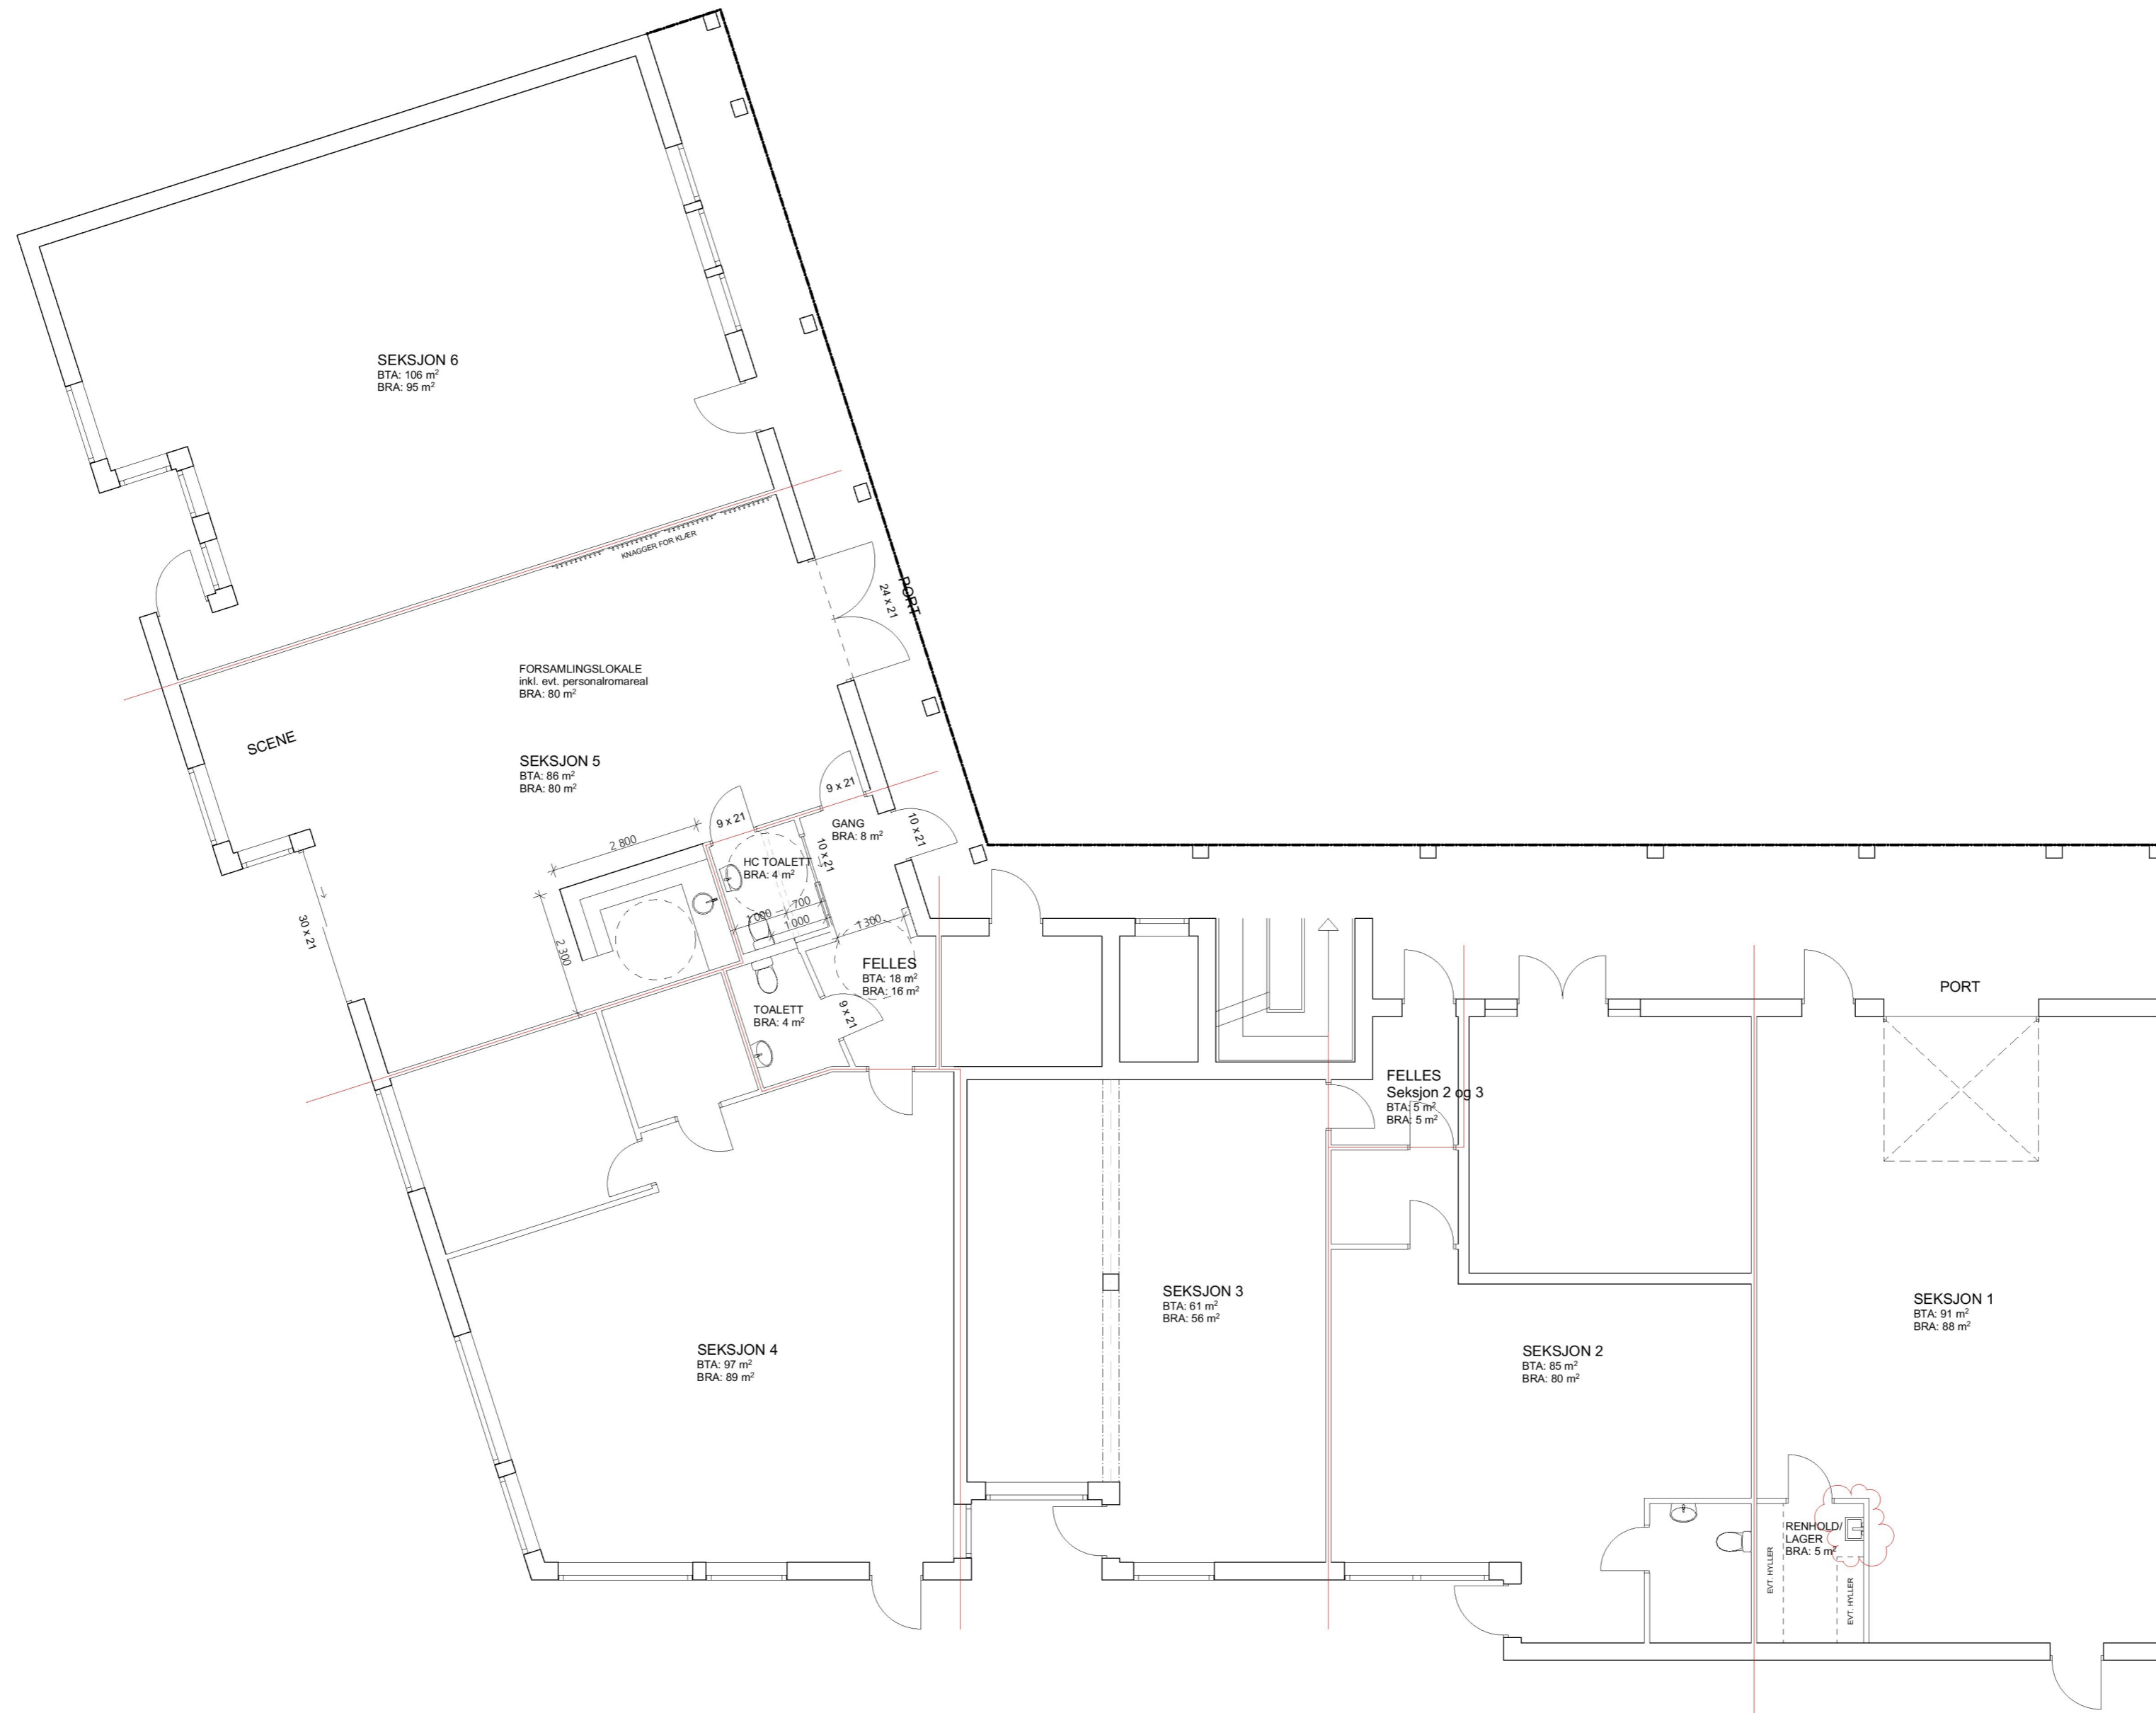 SEKSJON 6
BTA: 106 m²
BRA: 95 m²
KNAGGER FOR KLÆR
PORT
24 x 21
FORSAMLINGSLOKALE
inkl. evt. personalromareal
BRA: 80 m²
SCENE
SEKSJON 5
BTA: 86 m²
BRA: 80 m²
9 x 21
9 x 21
GANG
BRA: 8 m²
10 x 21
10 x 21
2 800
HC TOALETT
BRA: 4 m²
1 000
700
1 000
1 300
30 x 21
2 300
FELLES
BTA: 18 m²
BRA: 16 m²
TOALETT
BRA: 4 m²
9 x 21
PORT
FELLES
Seksjon 2 og 3
BTA: 5 m²
BRA: 5 m²
SEKSJON 4
BTA: 97 m²
BRA: 89 m²
SEKSJON 3
BTA: 61 m²
BRA: 56 m²
SEKSJON 2
BTA: 85 m²
BRA: 80 m²
SEKSJON 1
BTA: 91 m²
BRA: 88 m²
RENHOLD/
LAGER
BRA: 5 m²
EVT. HYLLER
EVT. HYLLER